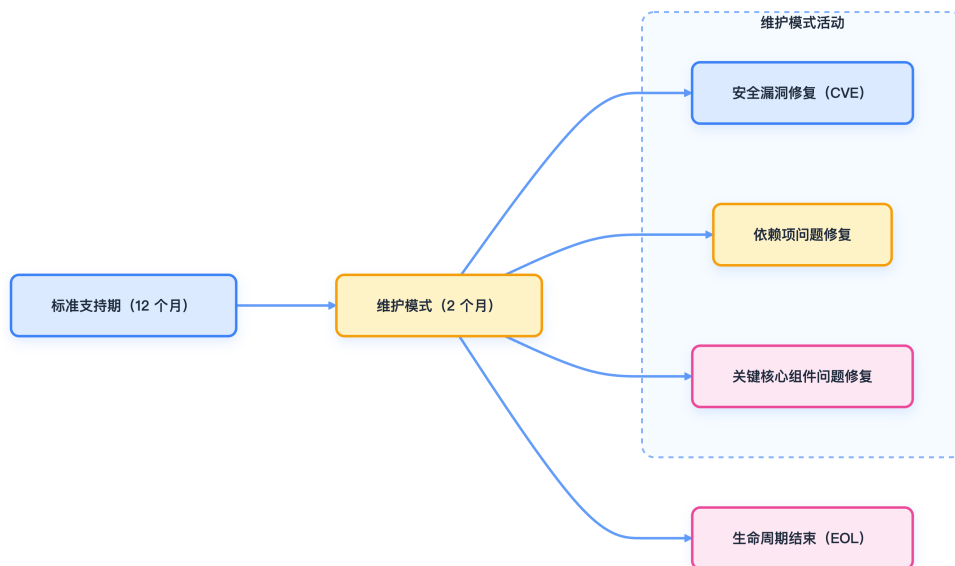 维护模式活动
安全漏洞修复（CVE）
依赖项问题修复
标准支持期（12 个月）
维护模式（2 个月）
关键核心组件问题修复
生命周期结束（EOL）